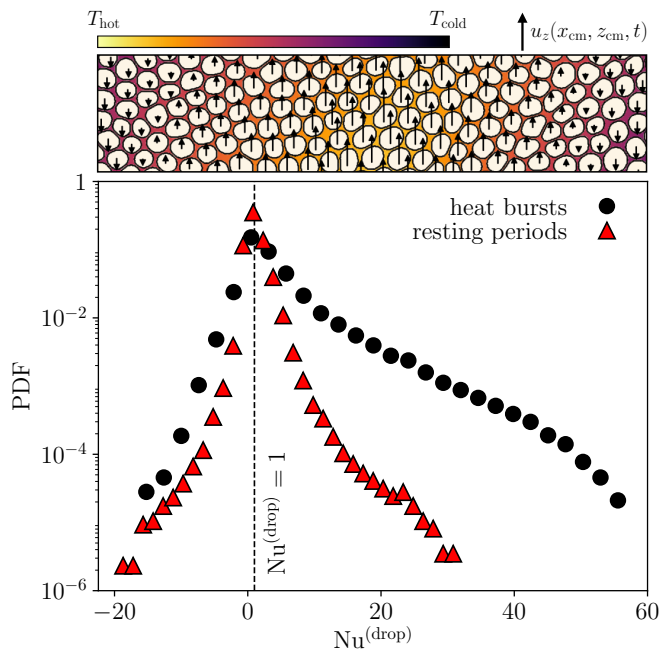 T_hot T_cold u_z(x_cm, z_cm, t)
1
10^−2
10^−4
10^−6
PDF
heat bursts
resting periods
Nu^(drop) = 1
−20 0 20 40 60
Nu^(drop)